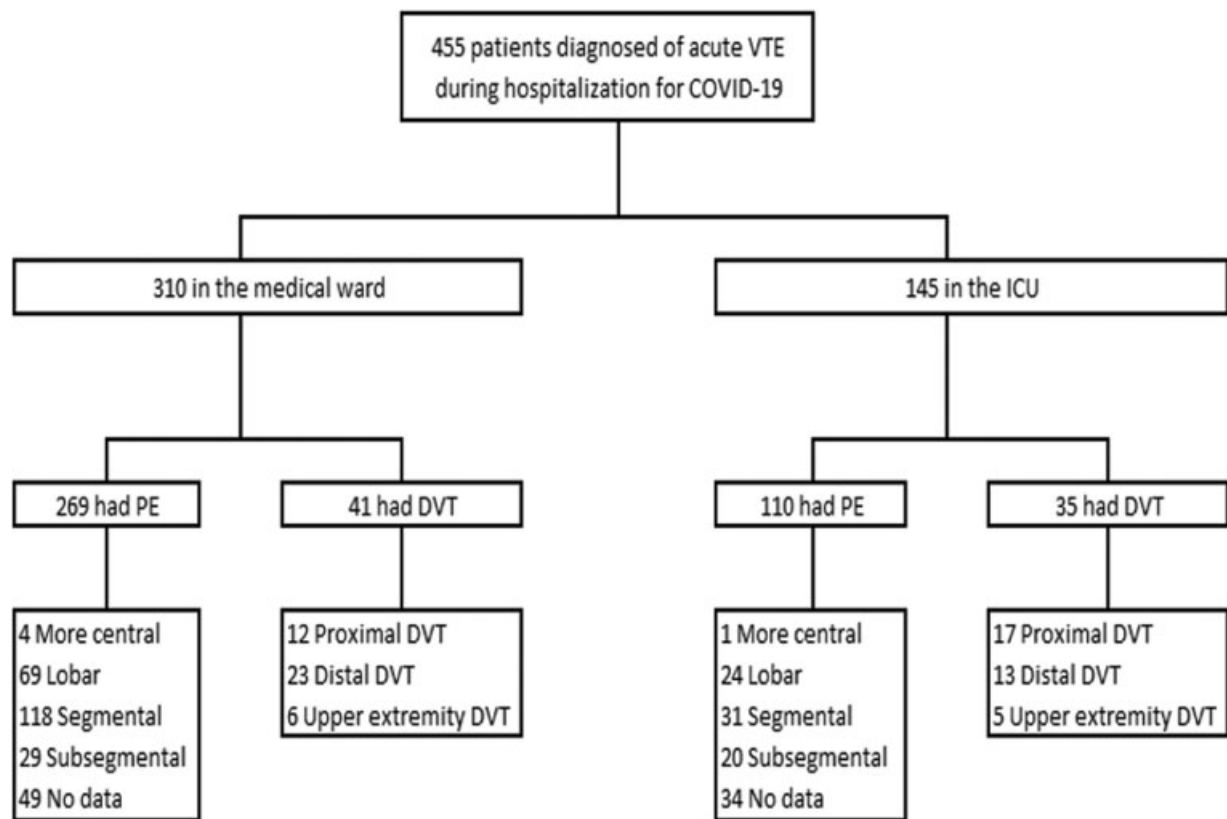 455 patients diagnosed of acute VTE
during hospitalization for COVID-19
310 in the medical ward
145 in the ICU
269 had PE
41 had DVT
110 had PE
35 had DVT
4 More central
69 Lobar
118 Segmental
29 Subsegmental
49 No data
12 Proximal DVT
23 Distal DVT
6 Upper extremity DVT
1 More central
24 Lobar
31 Segmental
20 Subsegmental
34 No data
17 Proximal DVT
13 Distal DVT
5 Upper extremity DVT